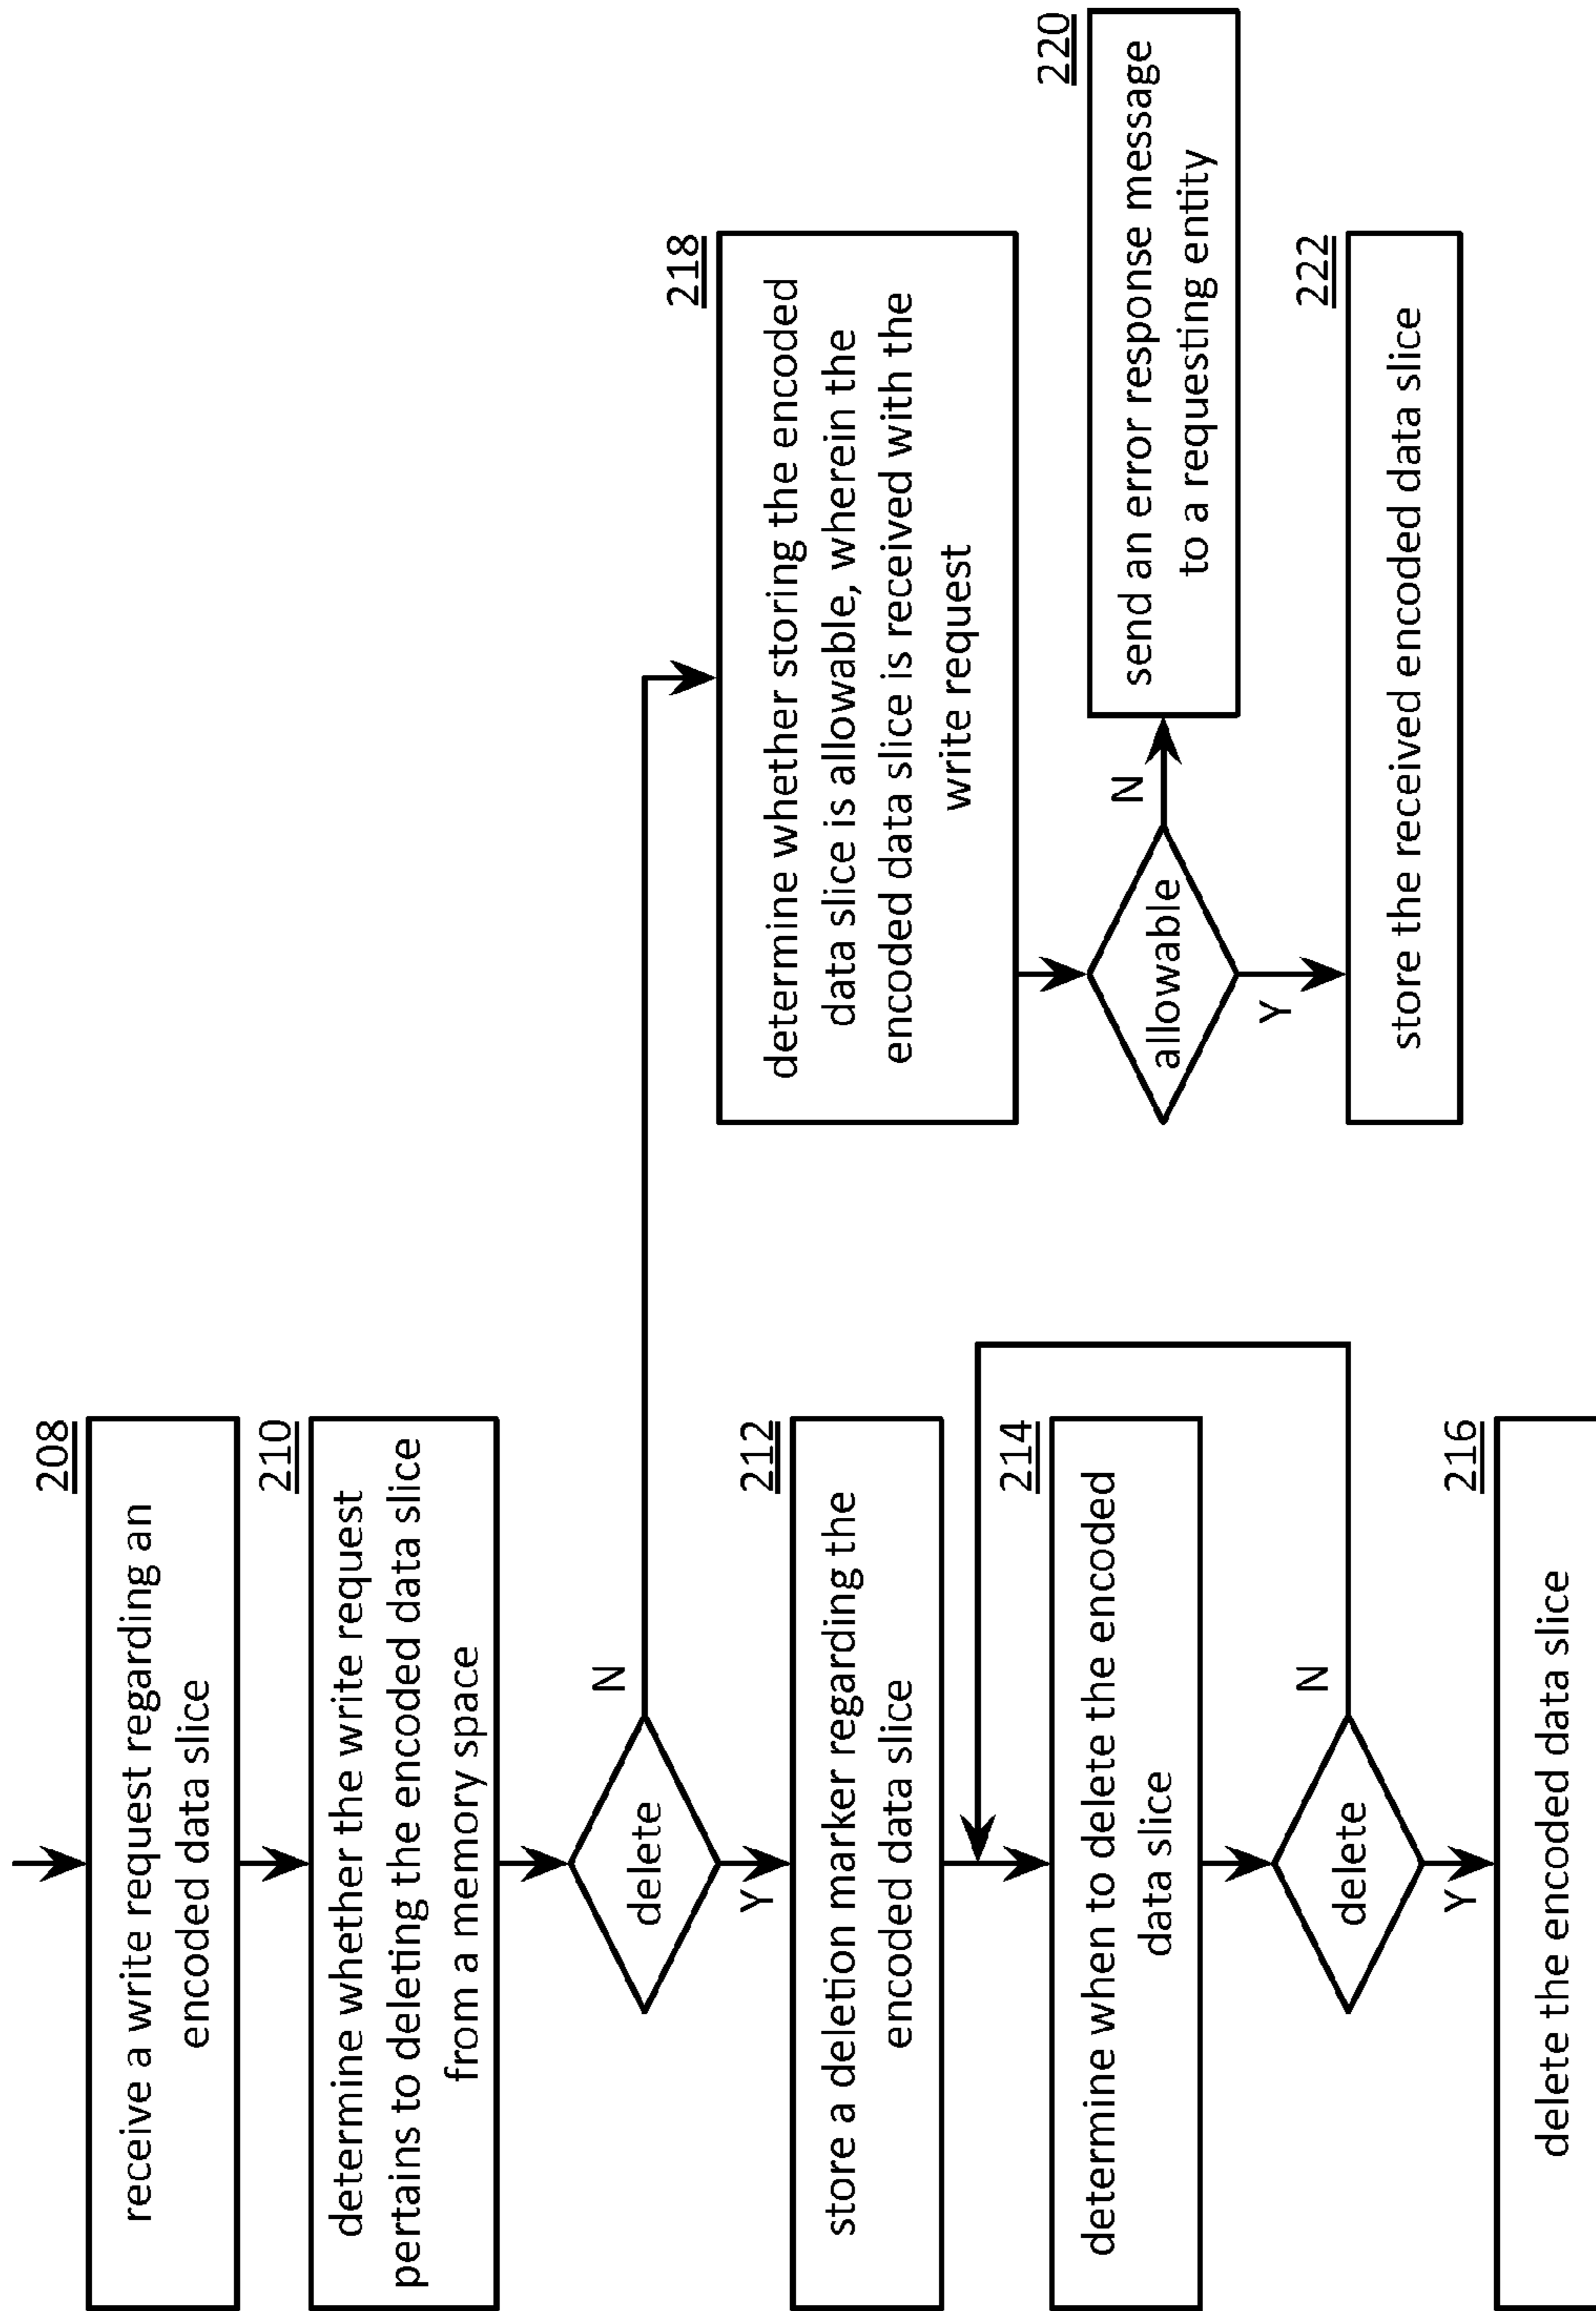 208
receive a write request regarding an
encoded data slice
210
determine whether the write request
pertains to deleting the encoded data slice
from a memory space
delete
N
Y
212
store a deletion marker regarding the
encoded data slice
214
determine when to delete the encoded
data slice
delete
N
Y
216
delete the encoded data slice
218
determine whether storing the encoded
data slice is allowable, wherein the
encoded data slice is received with the
write request
allowable
N
Y
220
send an error response message
to a requesting entity
222
store the received encoded data slice